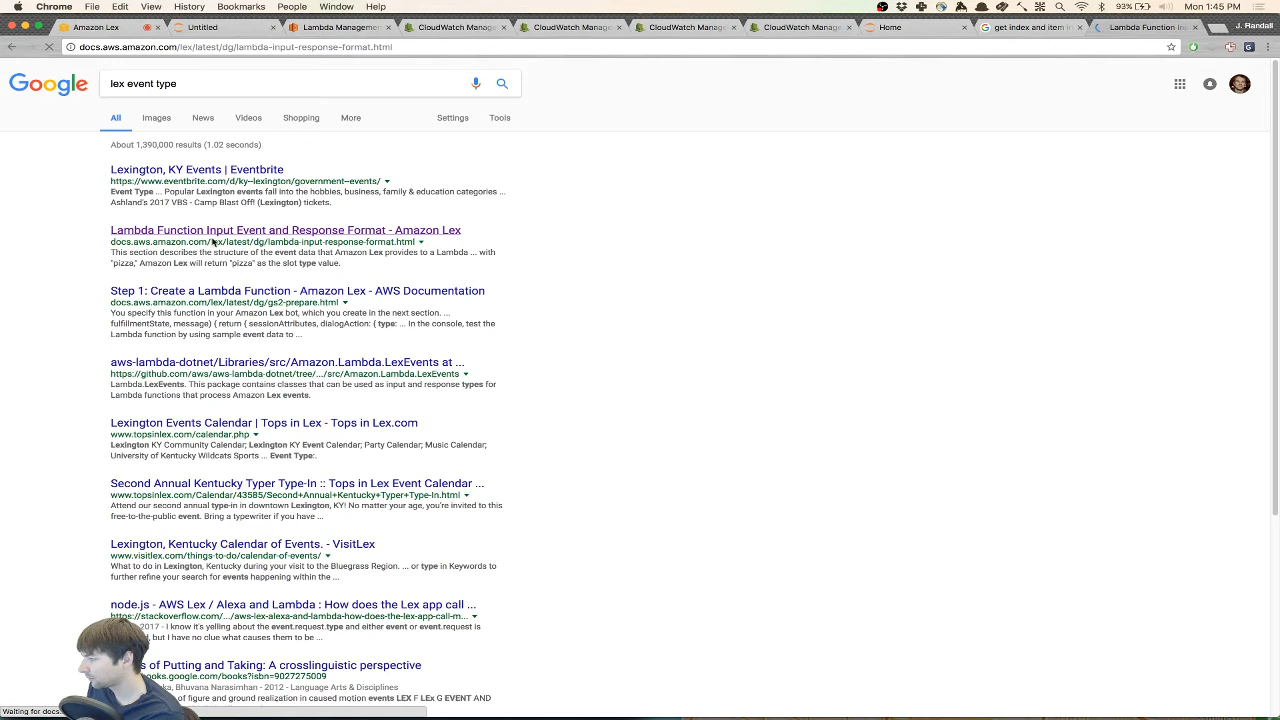 Chrome File Edit View History Bookmarks People Window Help 93% Mon 1:45 PM
Amazon Lex Untitled Lambda Manageme CloudWatch Manag CloudWatch Manag CloudWatch Manag CloudWatch Manag Home get index and item in Lambda Function In J. Randall
docs.aws.amazon.com/lex/latest/dg/lambda-input-response-format.html
Google lex event type
All Images News Videos Shopping More Settings Tools
About 1,390,000 results (1.02 seconds)
Lexington, KY Events | Eventbrite
https://www.eventbrite.com/d/ky--lexington/government--events/
Event Type ... Popular Lexington events fall into the hobbies, business, family & education categories ...
Ashland's 2017 VBS - Camp Blast Off! (Lexington) tickets.
Lambda Function Input Event and Response Format - Amazon Lex
docs.aws.amazon.com/lex/latest/dg/lambda-input-response-format.html
This section describes the structure of the event data that Amazon Lex provides to a Lambda ... with
"pizza," Amazon Lex will return "pizza" as the slot type value.
Step 1: Create a Lambda Function - Amazon Lex - AWS Documentation
docs.aws.amazon.com/lex/latest/dg/gs2-prepare.html
You specify this function in your Amazon Lex bot, which you create in the next section. ...
fulfillmentState, message) { return { sessionAttributes, dialogAction: { type: ... In the console, test the
Lambda function by using sample event data to ...
aws-lambda-dotnet/Libraries/src/Amazon.Lambda.LexEvents at ...
https://github.com/aws/aws-lambda-dotnet/tree/.../src/Amazon.Lambda.LexEvents
Lambda.LexEvents. This package contains classes that can be used as input and response types for
Lambda functions that process Amazon Lex events.
Lexington Events Calendar | Tops in Lex - Tops in Lex.com
www.topsinlex.com/calendar.php
Lexington KY Community Calendar; Lexington KY Event Calendar; Party Calendar; Music Calendar;
University of Kentucky Wildcats Sports ... Event Type:.
Second Annual Kentucky Typer Type-In :: Tops in Lex Event Calendar ...
www.topsinlex.com/Calendar/43585/Second+Annual+Kentucky+Typer+Type-In.html
Attend our second annual type-in in downtown Lexington, KY! No matter your age, you're invited to this
free-to-the-public event. Bring a typewriter if you have ...
Lexington, Kentucky Calendar of Events. - VisitLex
www.visitlex.com/things-to-do/calendar-of-events/
What to do in Lexington, Kentucky during your visit to the Bluegrass Region. ... or type in Keywords to
further refine your search for events happening within the ...
node.js - AWS Lex / Alexa and Lambda : How does the Lex app call ...
https://stackoverflow.com/.../aws-lex-alexa-and-lambda-how-does-the-lex-app-call-m...
2017 - I know it's yelling about the event.request.type and either event or event.request is
but I have no clue what causes them to be ...
of Putting and Taking: A crosslinguistic perspective
books.google.com/books?isbn=9027275009
Bhuvana Narasimhan - 2012 - Language Arts & Disciplines
of figure and ground realization in caused motion events LEX F LEx G EVENT AND
Waiting for docs.